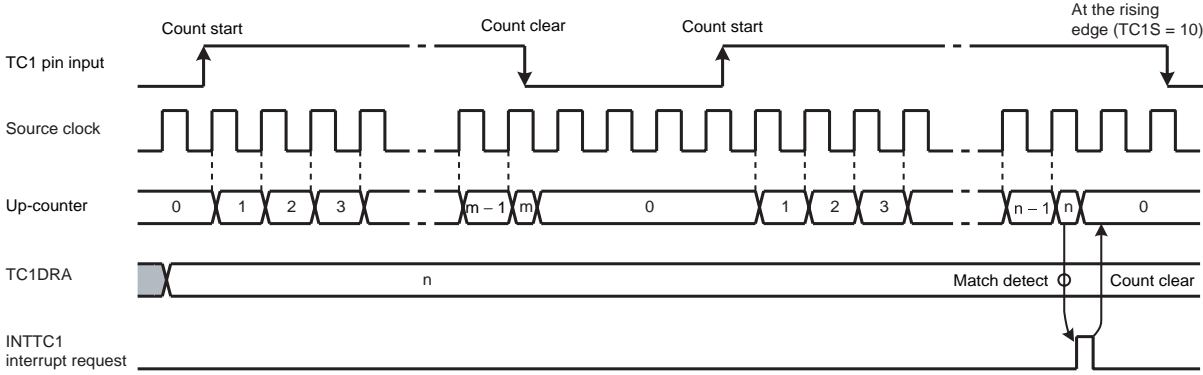 At the rising
edge (TC1S = 10)
Count start
Count clear
Count start
TC1 pin input
Source clock
Up-counter
0
1
2
3
m – 1
m
0
1
2
3
n – 1
n
0
TC1DRA
n
Match detect
Count clear
INTTC1
interrupt request